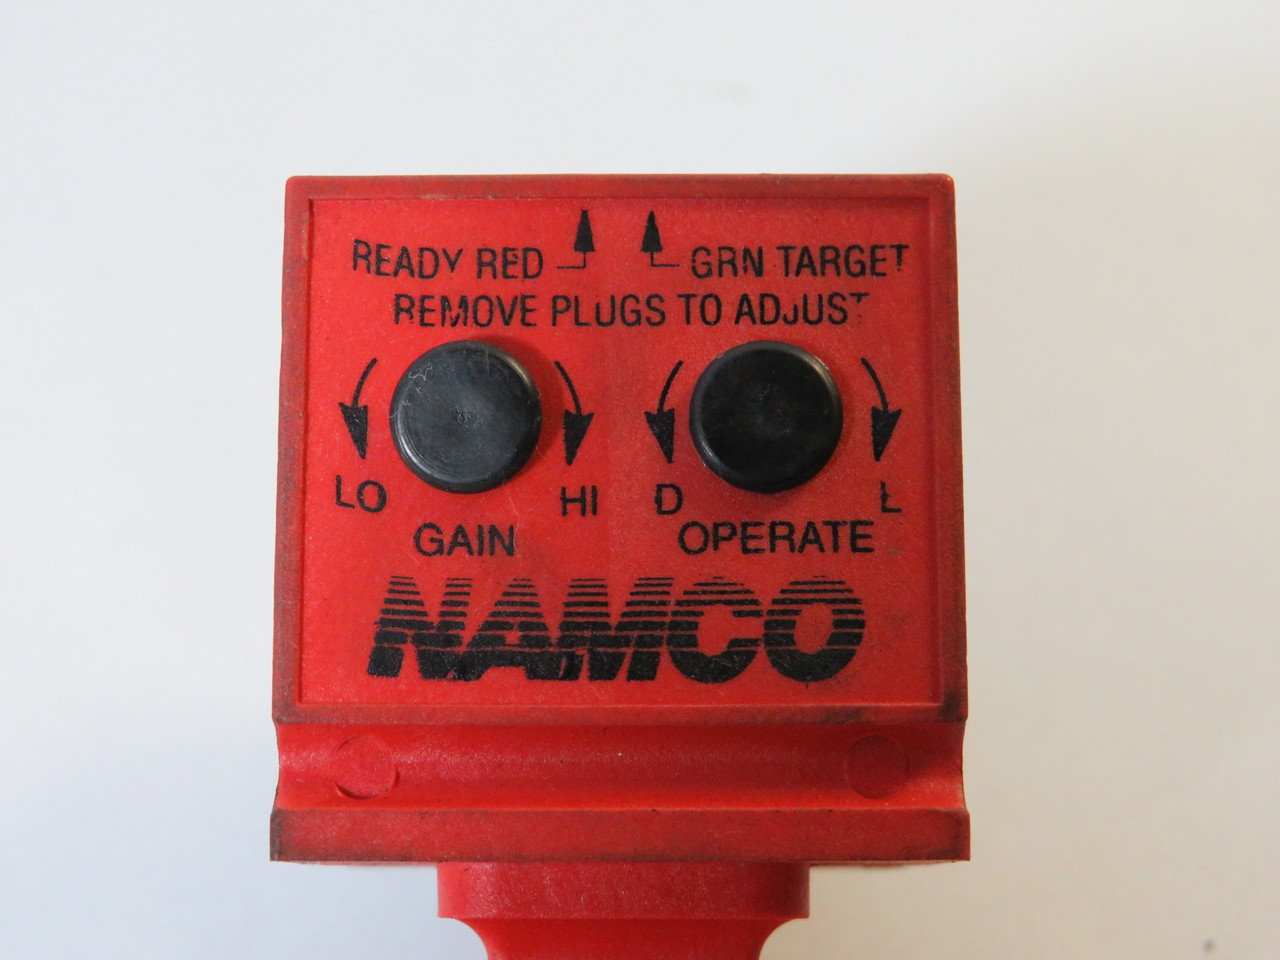 READY RED GRN TARGET
REMOVE PLUGS TO ADJUST
LO HI D L
GAIN OPERATE
NAMCO